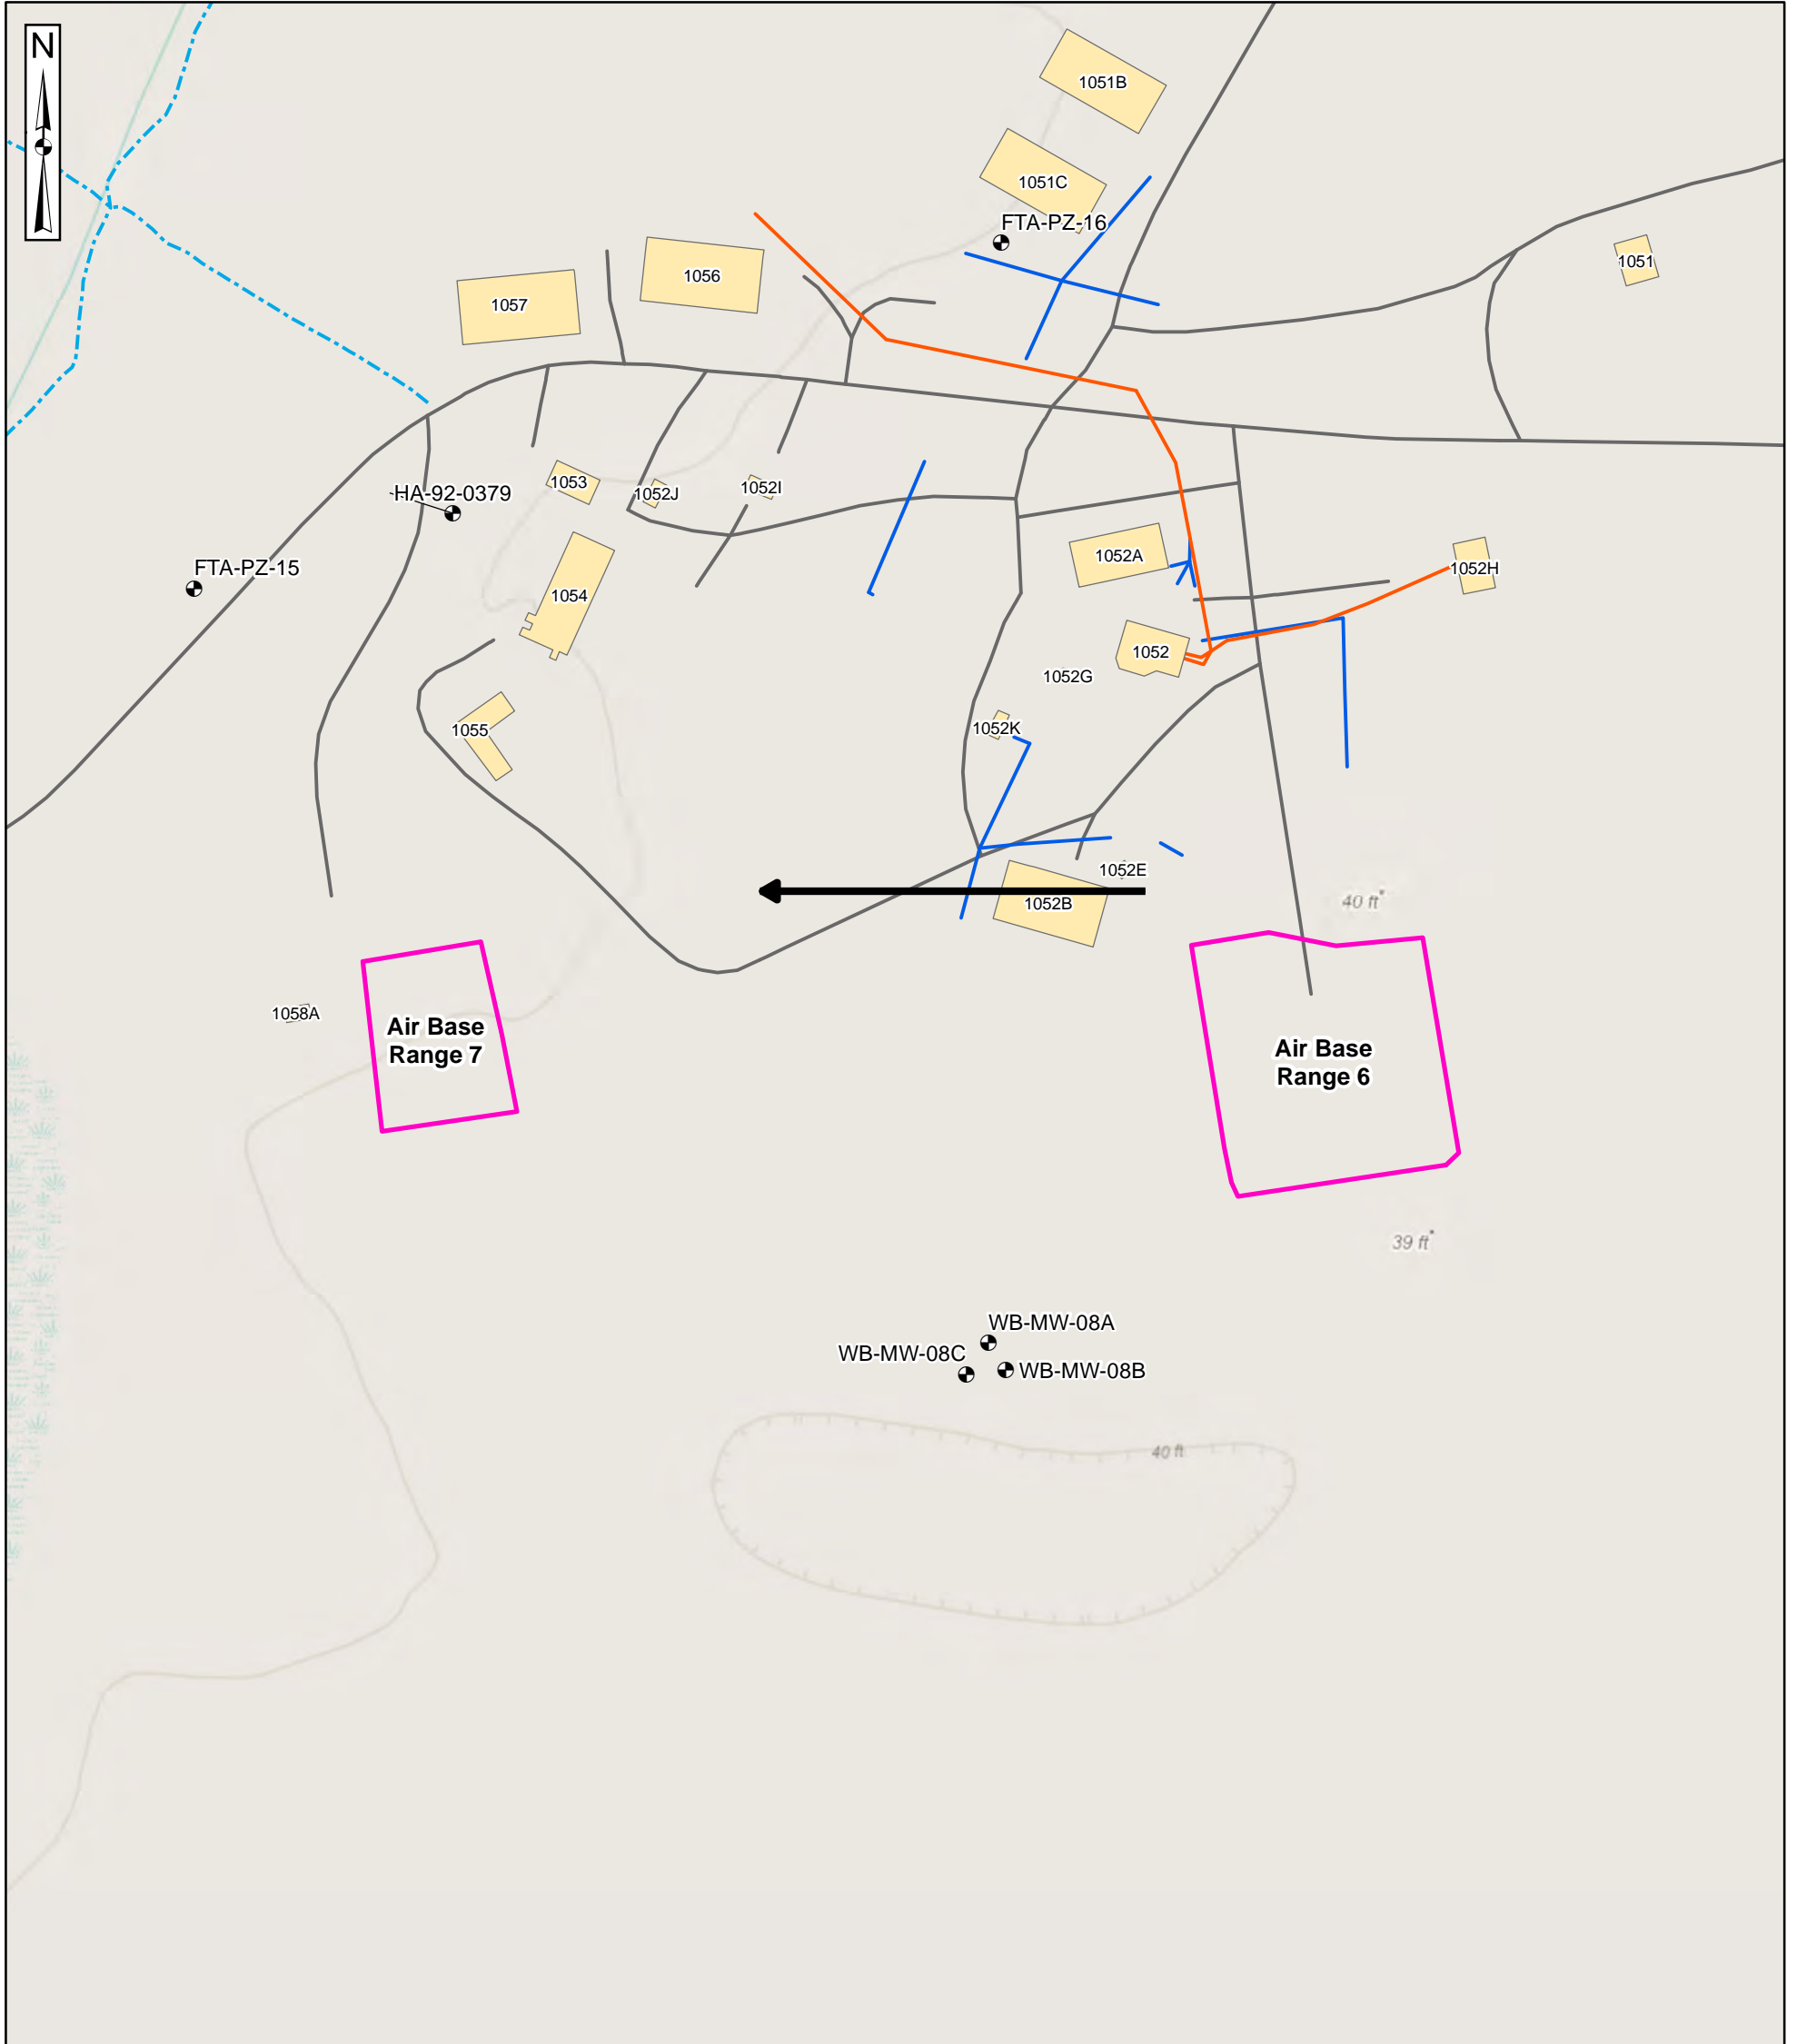 N
1051B
1051C
FTA-PZ-16
1051
1056
1057
1053
1052J
1052I
HA-92-0379
1052A
1052H
FTA-PZ-15
1054
1052
1052G
1055
1052K
1052E
1052B
40 ft
1058A
Air Base
Range 7
Air Base
Range 6
39 ft
WB-MW-08A
WB-MW-08C
WB-MW-08B
40 ft